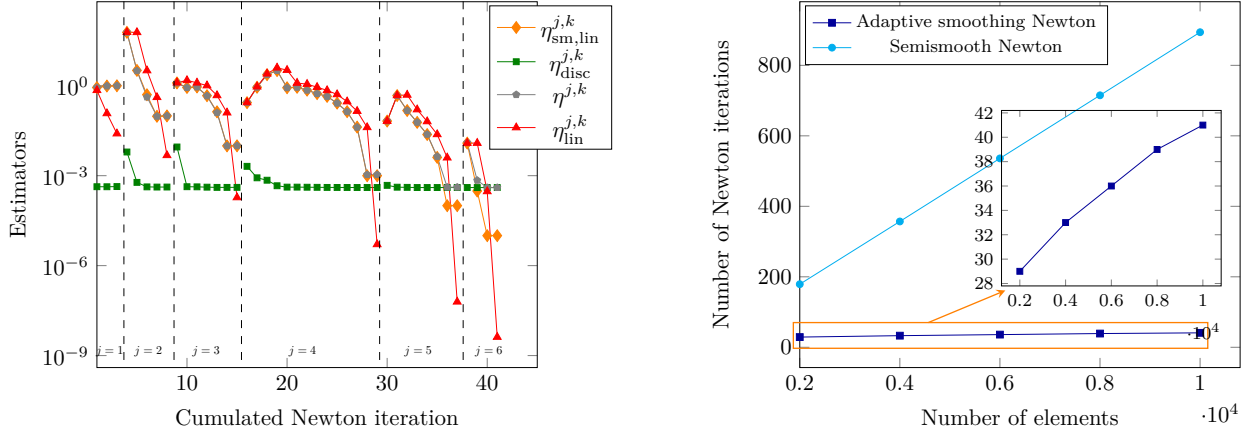 10^0
10^{-3}
10^{-6}
10^{-9}
Estimators
η^{j,k}_{sm,lin}
η^{j,k}_{disc}
η^{j,k}
η^{j,k}_{lin}
j = 1
j = 2
j = 3
j = 4
j = 5
j = 6
10
20
30
40
Cumulated Newton iteration
Adaptive smoothing Newton
Semismooth Newton
Number of Newton iterations
800
600
400
200
0
0.2
0.4
0.6
0.8
1
·10^4
Number of elements
42
40
38
36
34
32
30
28
0.2
0.4
0.6
0.8
1
·10^4